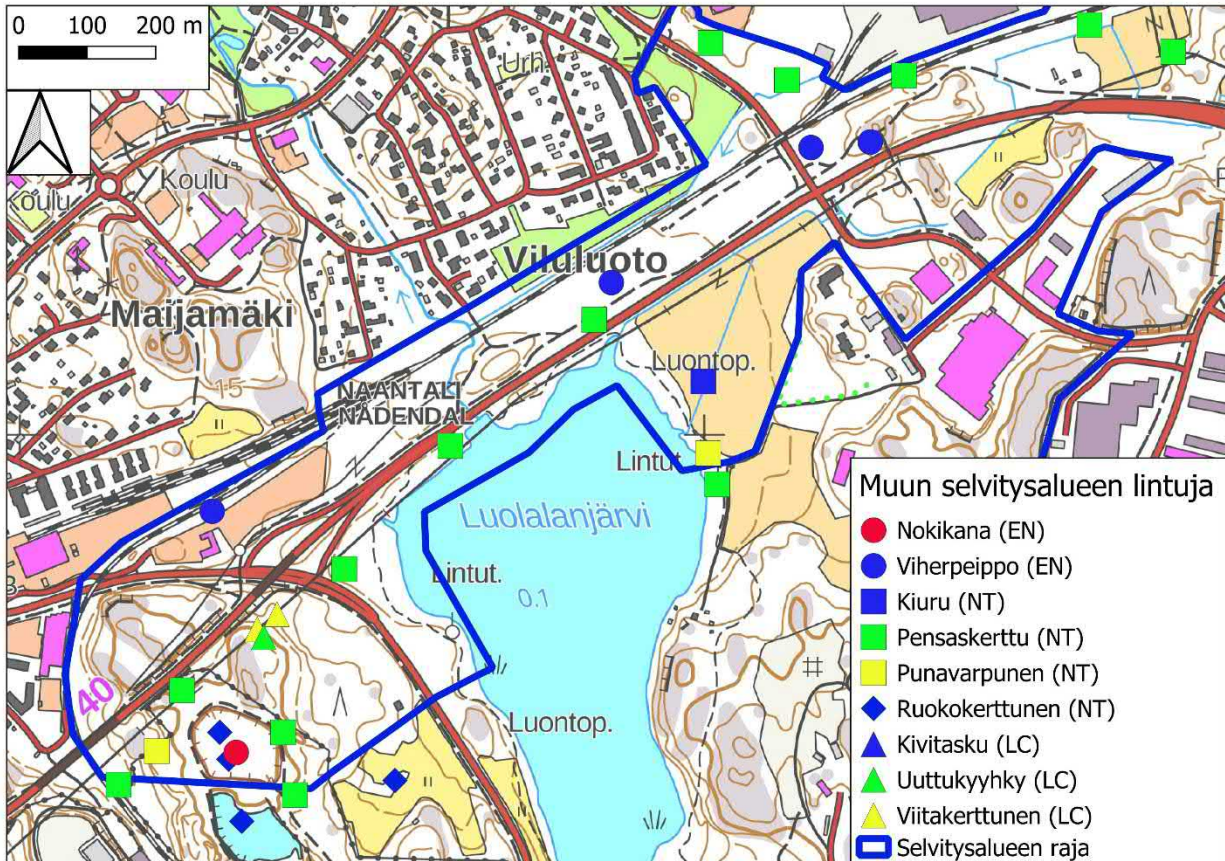 0 100 200 m
Urh.
Koulu
Koulu
Viluluoto
Maijamäki
15
Luontop.
NAANTALI
NÅDENDAL
Lintut.
Luolalanjärvi
Lintut.
0.1
40
Luontop.
Muun selvitysalueen lintuja
Nokikana (EN)
Viherpeippo (EN)
Kiuru (NT)
Pensaskerttu (NT)
Punavarpunen (NT)
Ruokokerttunen (NT)
Kivitasku (LC)
Uuttukyyhky (LC)
Viitakerttunen (LC)
Selvitysalueen raja